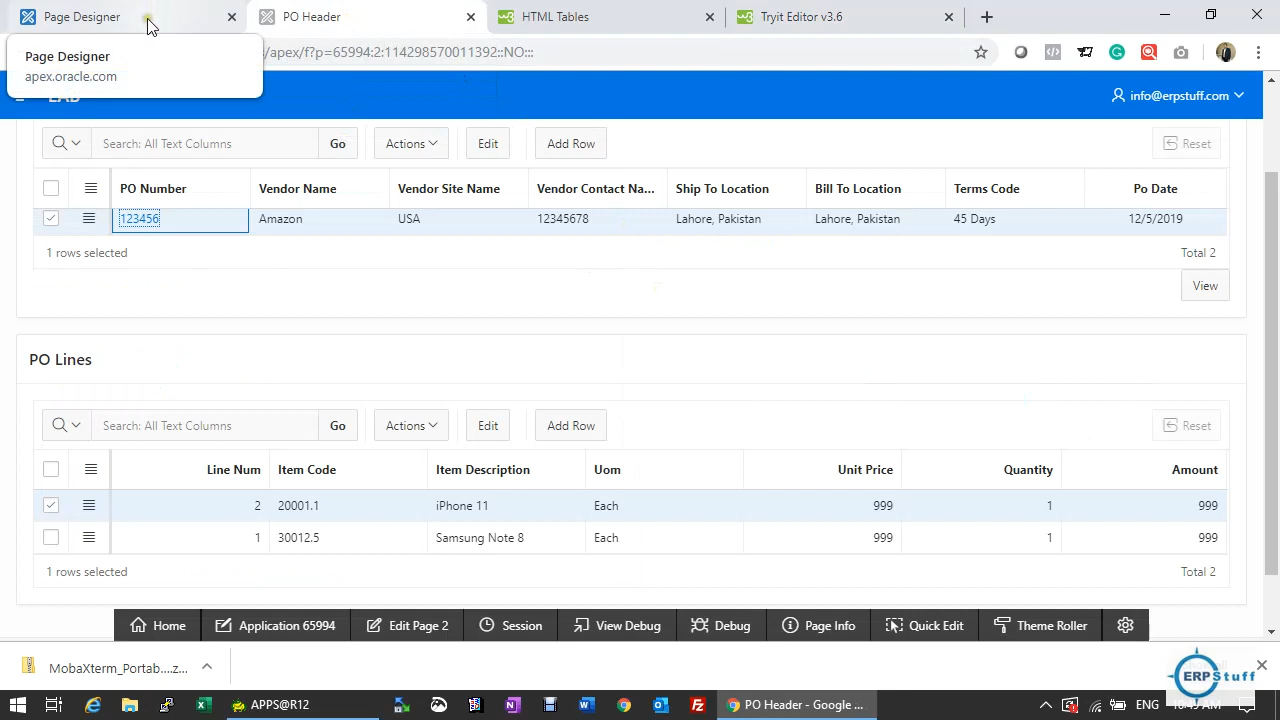 Page Designer
PO Header
HTML Tables
Tryit Editor v3.6
Page Designer
apex.oracle.com
/apex/f?p=65994:2:114298570011392::NO:::
info@erpstuff.com
Search: All Text Columns Go Actions Edit Add Row Reset
PO Number Vendor Name Vendor Site Name Vendor Contact Na... Ship To Location Bill To Location Terms Code Po Date
123456 Amazon USA 12345678 Lahore, Pakistan Lahore, Pakistan 45 Days 12/5/2019
1 rows selected Total 2
View
PO Lines
Search: All Text Columns Go Actions Edit Add Row Reset
Line Num Item Code Item Description Uom Unit Price Quantity Amount
2 20001.1 iPhone 11 Each 999 1 999
1 30012.5 Samsung Note 8 Each 999 1 999
1 rows selected Total 2
Home Application 65994 Edit Page 2 Session View Debug Debug Page Info Quick Edit Theme Roller
MobaXterm_Portab....z...
ERPStuff
APPS@R12 PO Header - Google ... ENG